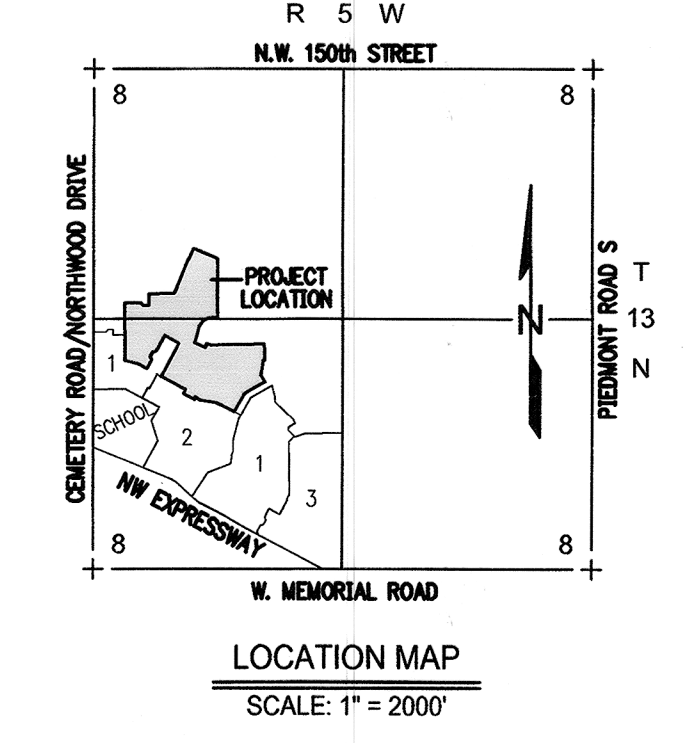 R 5 W
N.W. 150th STREET
8
8
CEMETERY ROAD/NORTHWOOD DRIVE
PROJECT
LOCATION
PIEDMONT ROAD S
T
13
N
N
1
SCHOOL
2
1
3
NW EXPRESSWAY
8
8
W. MEMORIAL ROAD
LOCATION MAP
SCALE: 1" = 2000'